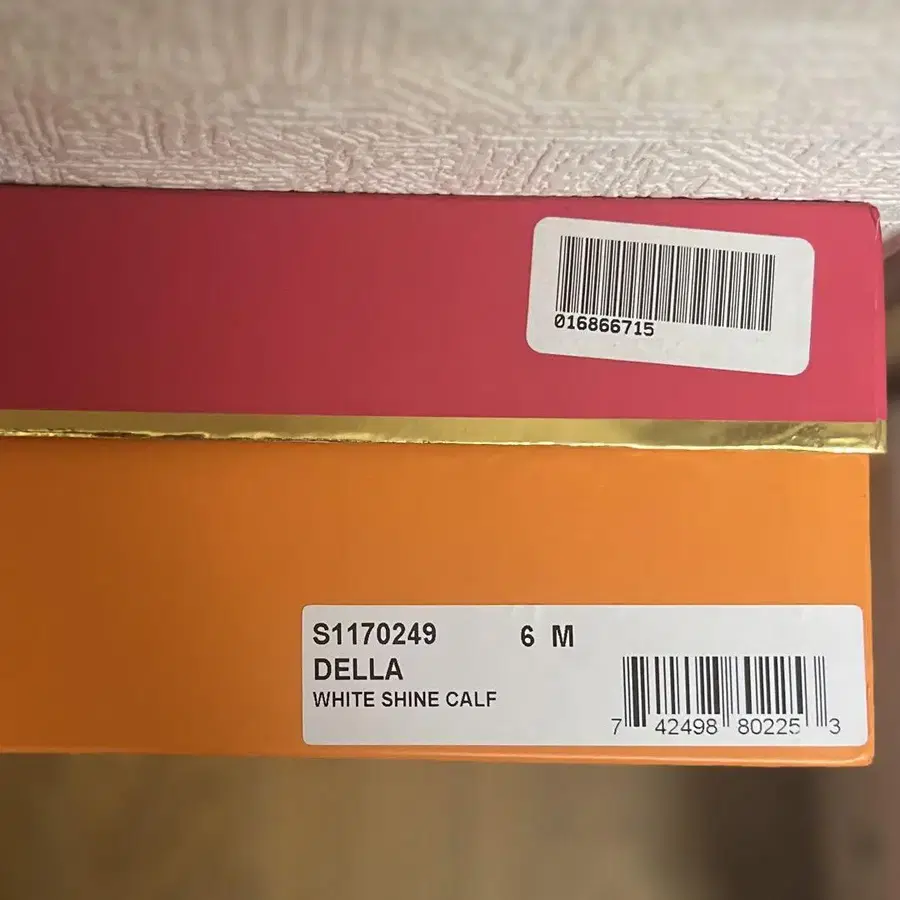 016866715
S1170249 6 M
DELLA
WHITE SHINE CALF
7 42498 80225 3